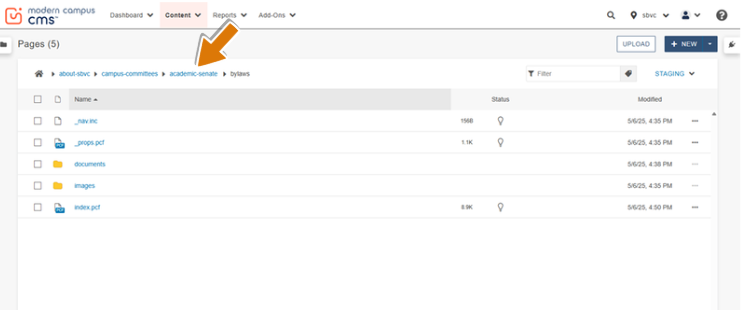 modern campus
cms™
Dashboard Content Reports Add-Ons sbvc
Pages (5) UPLOAD + NEW
about-sbvc campus-committees academic-senate bylaws Filter STAGING
Name Status Modified
_nav.inc 156B 5/6/25, 4:35 PM
PCF _props.pcf 1.1K 5/6/25, 4:35 PM
documents 5/6/25, 4:38 PM
images 5/6/25, 4:35 PM
PCF index.pcf 8.9K 5/6/25, 4:50 PM